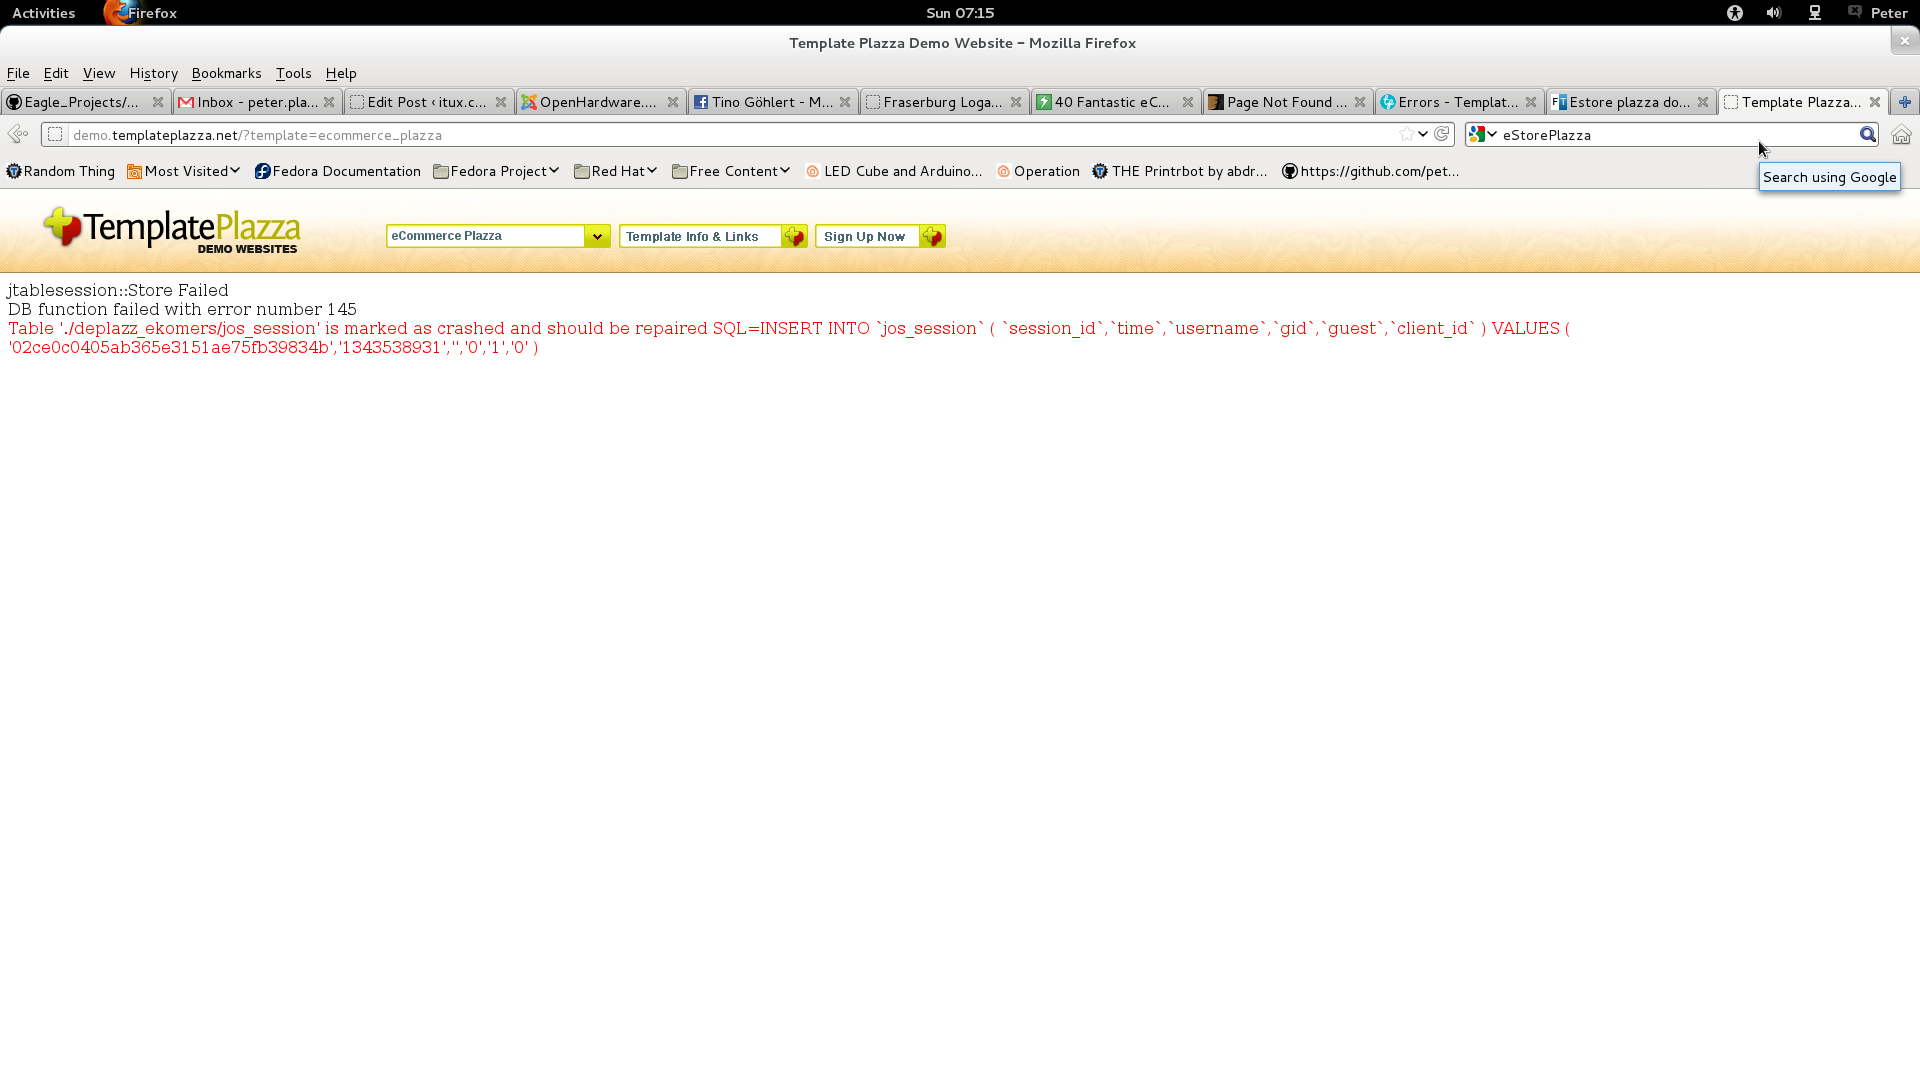 Activities Firefox Sun 07:15 Peter
Template Plazza Demo Website – Mozilla Firefox
File Edit View History Bookmarks Tools Help
Eagle_Projects/... Inbox - peter.pla... Edit Post ‹ itux.c... OpenHardware.... Tino Göhlert - M... Fraserburg Loga... 40 Fantastic eC... Page Not Found ... Errors - Templat... Estore plazza do... Template Plazza...
demo.templateplazza.net/?template=ecommerce_plazza eStorePlazza
Random Thing Most Visited Fedora Documentation Fedora Project Red Hat Free Content LED Cube and Arduino... Operation THE Printrbot by abdr... https://github.com/pet...
Search using Google
TemplatePlazza
DEMO WEBSITES
eCommerce Plazza Template Info & Links Sign Up Now
jtablesession::Store Failed
DB function failed with error number 145
Table './deplazz_ekomers/jos_session' is marked as crashed and should be repaired SQL=INSERT INTO `jos_session` ( `session_id`,`time`,`username`,`gid`,`guest`,`client_id` ) VALUES (
'02ce0c0405ab365e3151ae75fb39834b','1343538931','','0','1','0' )